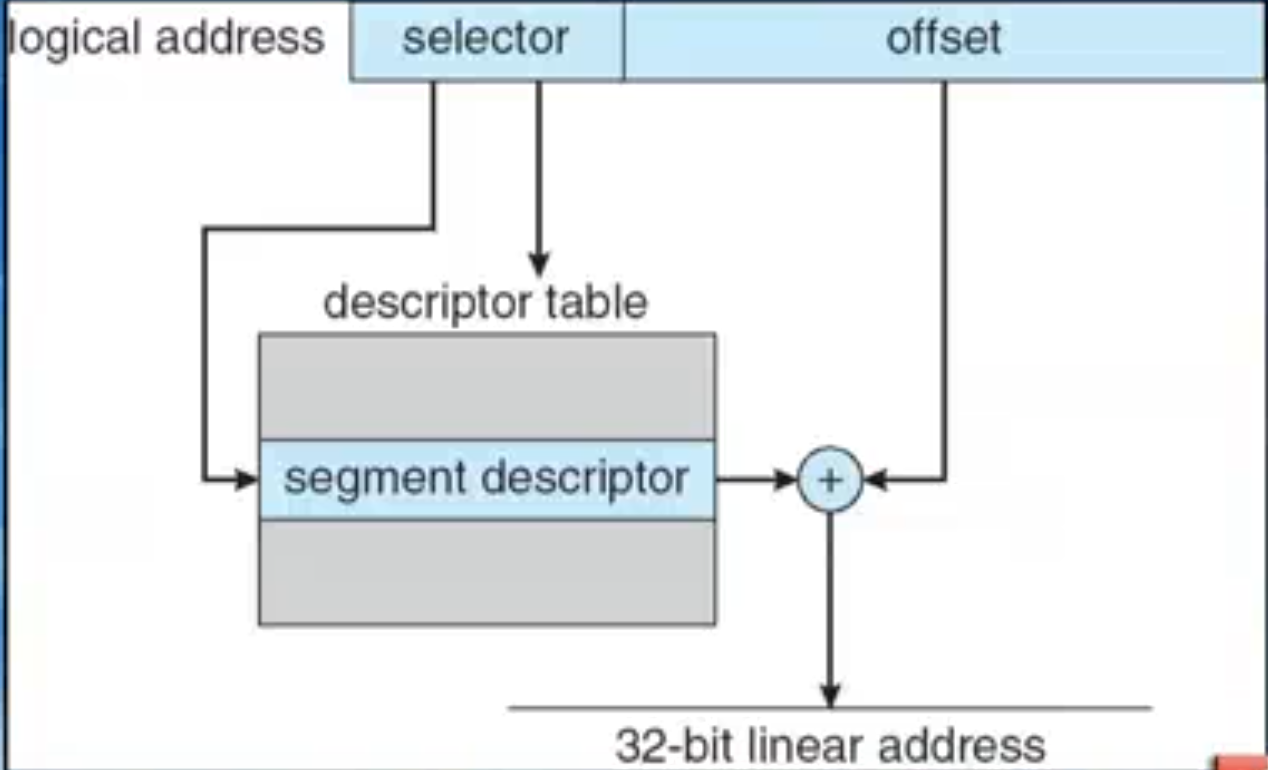 logical address selector offset
descriptor table
segment descriptor +
32-bit linear address